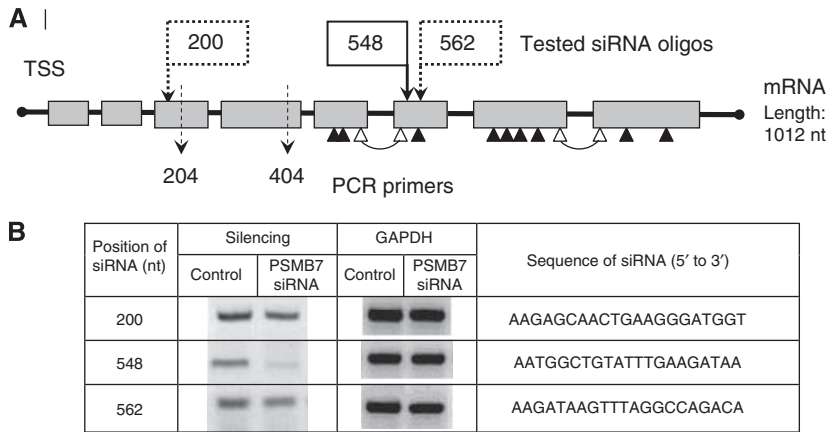 A
TSS
200
548
562
Tested siRNA oligos
mRNA
Length:
1012 nt
204
404
PCR primers
B
Position of
siRNA (nt)
Silencing
GAPDH
Sequence of siRNA (5′ to 3′)
Control
PSMB7
siRNA
Control
PSMB7
siRNA
200
AAGAGCAACTGAAGGGATGGT
548
AATGGCTGTATTTGAAGATAA
562
AAGATAAGTTTAGGCCAGACA